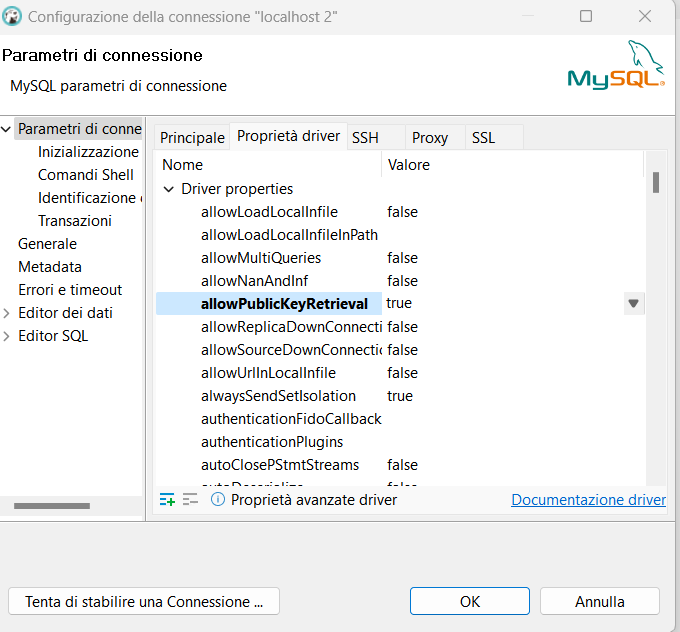 Configurazione della connessione "localhost 2"
Parametri di connessione
MySQL parametri di connessione
MySQL
Parametri di conne
Inizializzazione
Comandi Shell
Identificazione
Transazioni
Generale
Metadata
Errori e timeout
Editor dei dati
Editor SQL
Principale Proprietà driver SSH Proxy SSL
Nome Valore
Driver properties
allowLoadLocalInfile false
allowLoadLocalInfileInPath
allowMultiQueries false
allowNanAndInf false
allowPublicKeyRetrieval true
allowReplicaDownConnecti false
allowSourceDownConnectic false
allowUrlInLocalInfile false
alwaysSendSetIsolation true
authenticationFidoCallback
authenticationPlugins
autoClosePStmtStreams false
autoDeserialize false
Proprietà avanzate driver Documentazione driver
Tenta di stabilire una Connessione ... OK Annulla